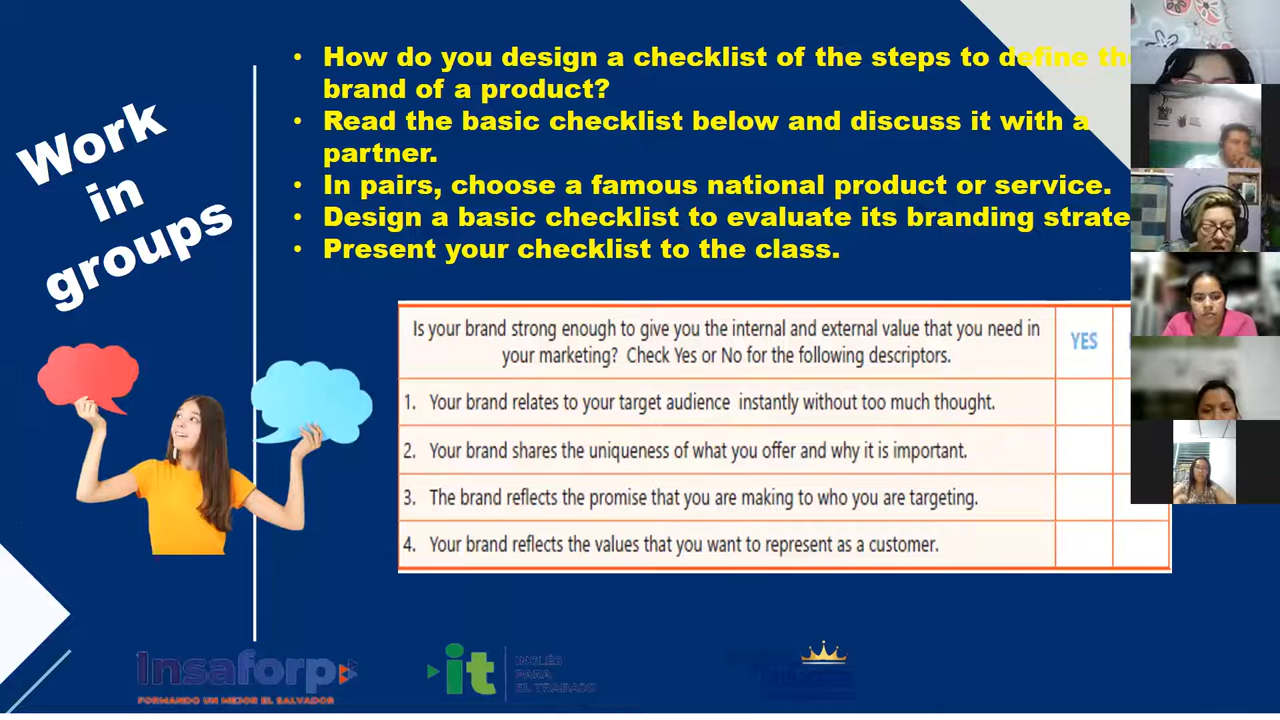 Work
in
groups
• How do you design a checklist of the steps to define the
brand of a product?
• Read the basic checklist below and discuss it with a
partner.
• In pairs, choose a famous national product or service.
• Design a basic checklist to evaluate its branding strate
• Present your checklist to the class.
Is your brand strong enough to give you the internal and external value that you need in
your marketing? Check Yes or No for the following descriptors.
YES
1. Your brand relates to your target audience instantly without too much thought.
2. Your brand shares the uniqueness of what you offer and why it is important.
3. The brand reflects the promise that you are making to who you are targeting.
4. Your brand reflects the values that you want to represent as a customer.
Insaforp
FORMANDO UN MEJOR EL SALVADOR
it
INGLÉS
PARA
EL TRABAJO